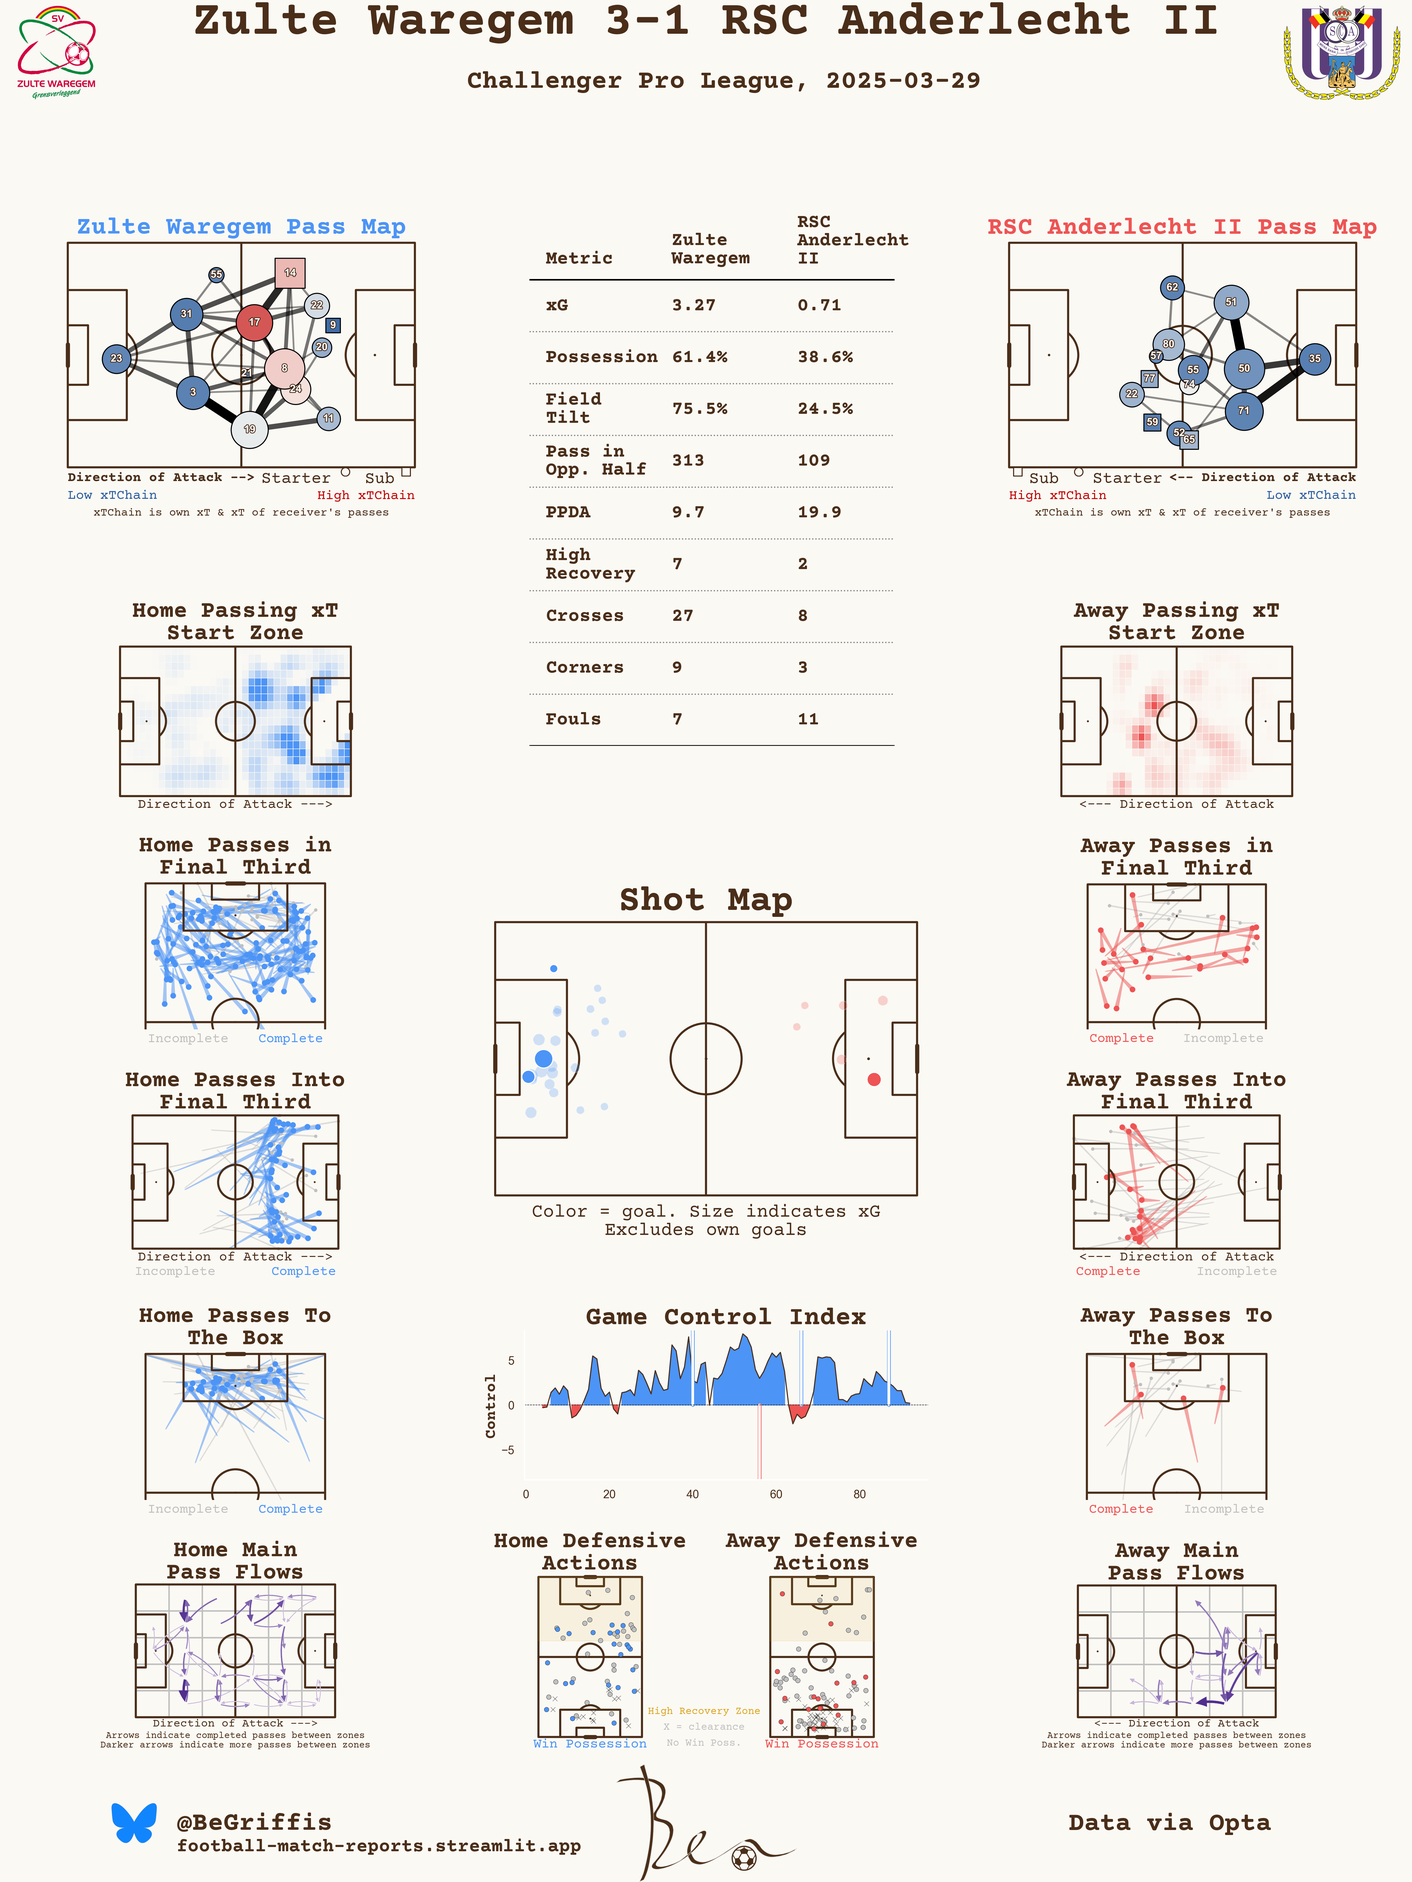 Zulte Waregem 3-1 RSC Anderlecht II
Challenger Pro League, 2025-03-29
SV
ZULTE WAREGEM
Grensverleggend
Zulte Waregem Pass Map
55
14
31
17
22
9
20
23
21
8
24
3
19
11
Direction of Attack --> Starter Sub
Low xTChain High xTChain
xTChain is own xT & xT of receiver's passes
Metric Zulte Waregem RSC Anderlecht II
xG 3.27 0.71
Possession 61.4% 38.6%
Field Tilt 75.5% 24.5%
Pass in Opp. Half 313 109
PPDA 9.7 19.9
High Recovery 7 2
Crosses 27 8
Corners 9 3
Fouls 7 11
RSC Anderlecht II Pass Map
62
51
80
57
35
55
50
77
74
22
71
59
52
65
Sub Starter <-- Direction of Attack
High xTChain Low xTChain
xTChain is own xT & xT of receiver's passes
Home Passing xT
Start Zone
Direction of Attack --->
Away Passing xT
Start Zone
<--- Direction of Attack
Home Passes in
Final Third
Incomplete Complete
Shot Map
Color = goal. Size indicates xG
Excludes own goals
Away Passes in
Final Third
Complete Incomplete
Home Passes Into
Final Third
Direction of Attack --->
Incomplete Complete
Away Passes Into
Final Third
<--- Direction of Attack
Complete Incomplete
Home Passes To
The Box
Incomplete Complete
Game Control Index
Control
5
0
−5
0 20 40 60 80
Away Passes To
The Box
Complete Incomplete
Home Main
Pass Flows
Direction of Attack --->
Arrows indicate completed passes between zones
Darker arrows indicate more passes between zones
Home Defensive
Actions
Win Possession
High Recovery Zone
X = clearance
No Win Poss.
Away Defensive
Actions
Win Possession
Away Main
Pass Flows
<--- Direction of Attack
Arrows indicate completed passes between zones
Darker arrows indicate more passes between zones
@BeGriffis
football-match-reports.streamlit.app
Ben
Data via Opta